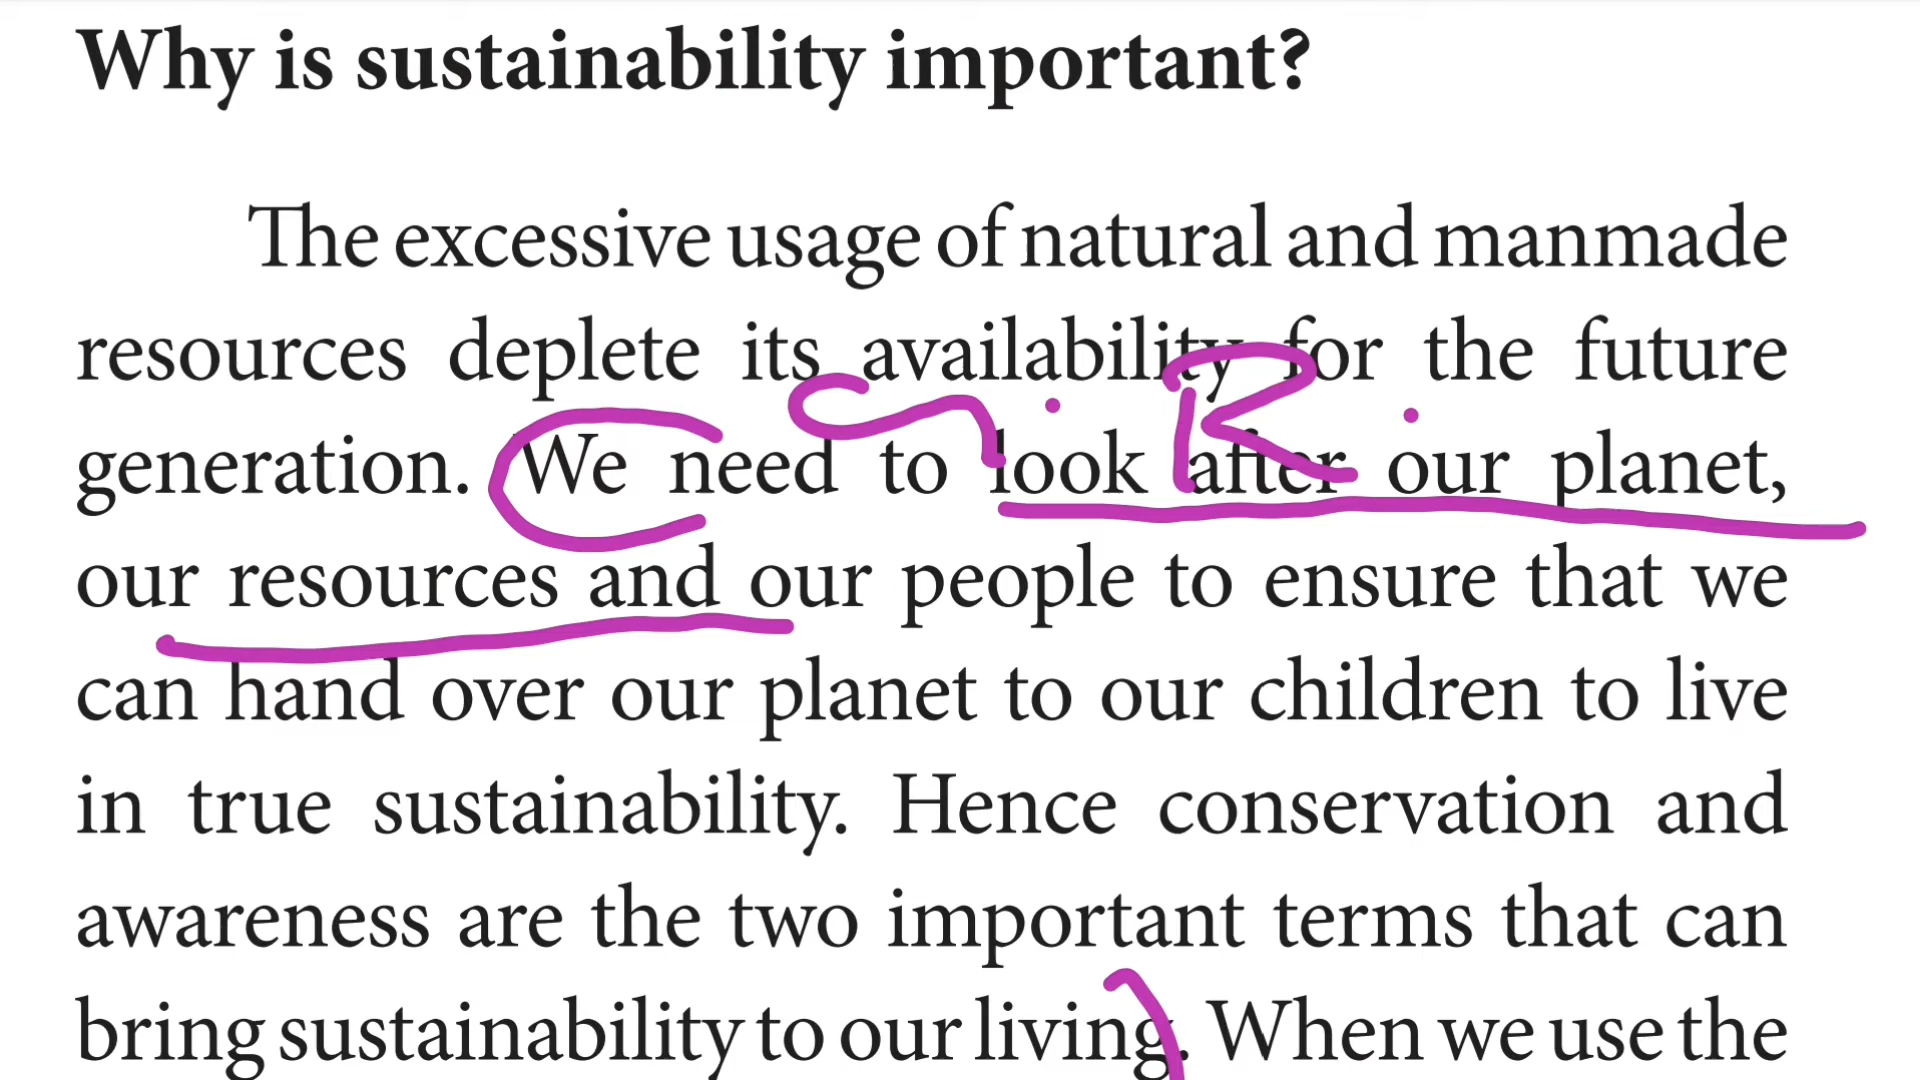 Why is sustainability important?
The excessive usage of natural and manmade
resources deplete its availability for the future
generation. We need to look after our planet,
our resources and our people to ensure that we
can hand over our planet to our children to live
in true sustainability. Hence conservation and
awareness are the two important terms that can
bring sustainability to our living. When we use the